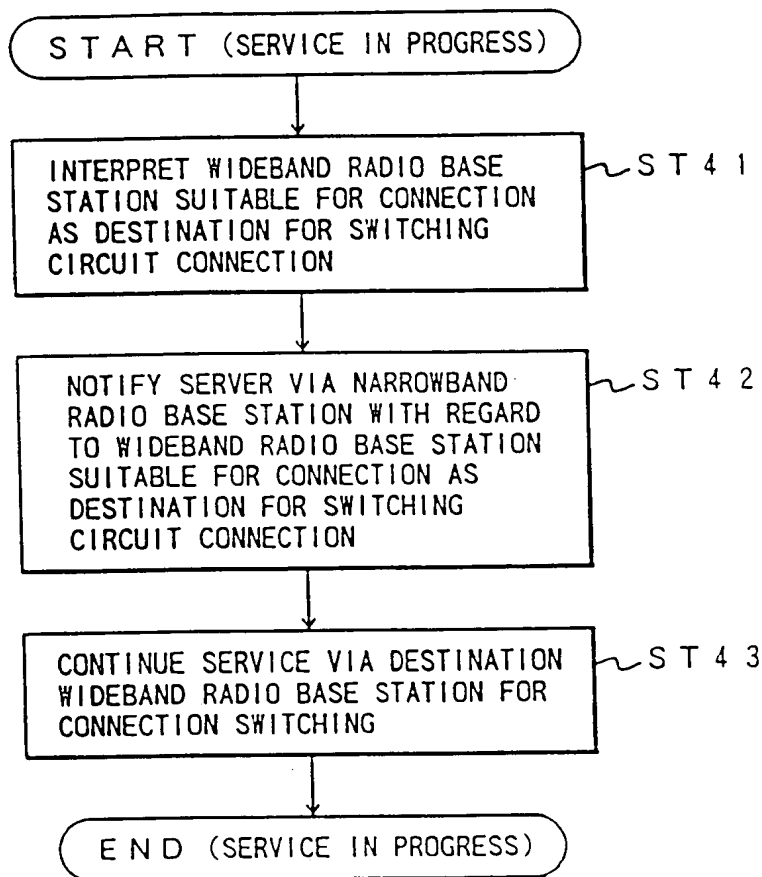 START (SERVICE IN PROGRESS)
INTERPRET WIDEBAND RADIO BASE
STATION SUITABLE FOR CONNECTION
AS DESTINATION FOR SWITCHING
CIRCUIT CONNECTION
ST41
NOTIFY SERVER VIA NARROWBAND
RADIO BASE STATION WITH REGARD
TO WIDEBAND RADIO BASE STATION
SUITABLE FOR CONNECTION AS
DESTINATION FOR SWITCHING
CIRCUIT CONNECTION
ST42
CONTINUE SERVICE VIA DESTINATION
WIDEBAND RADIO BASE STATION FOR
CONNECTION SWITCHING
ST43
END (SERVICE IN PROGRESS)